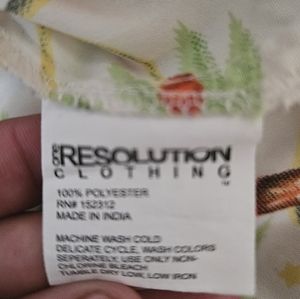 RESOLUTION
CLOTHING
100% POLYESTER
RN# 152312
MADE IN INDIA
MACHINE WASH COLD
DELICATE CYCLE, WASH COLORS
SEPERATELY, USE ONLY NON-
CHLORINE BLEACH
TUMBLE DRY LOW, LOW IRON